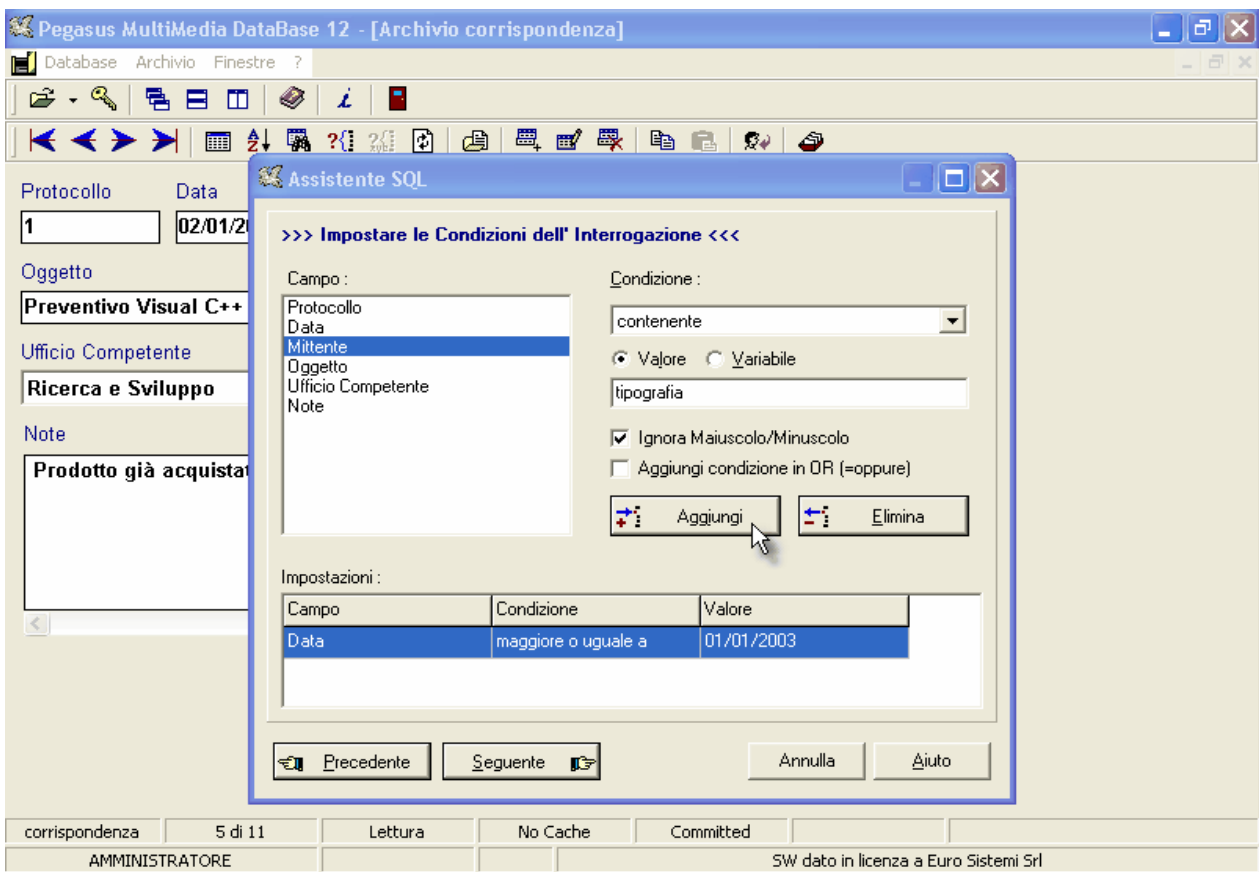 Pegasus MultiMedia DataBase 12 - [Archivio corrispondenza]
Database Archivio Finestre ?
Protocollo Data
1 02/01/2
Oggetto
Preventivo Visual C++
Ufficio Competente
Ricerca e Sviluppo
Note
Prodotto già acquistat
Assistente SQL
>>> Impostare le Condizioni dell' Interrogazione <<<
Campo :
Protocollo
Data
Mittente
Oggetto
Ufficio Competente
Note
Condizione :
contenente
Valore Variabile
tipografia
Ignora Maiuscolo/Minuscolo
Aggiungi condizione in OR (=oppure)
Aggiungi Elimina
Impostazioni :
Campo Condizione Valore
Data maggiore o uguale a 01/01/2003
Precedente Seguente Annulla Aiuto
corrispondenza 5 di 11 Lettura No Cache Committed
AMMINISTRATORE SW dato in licenza a Euro Sistemi Srl